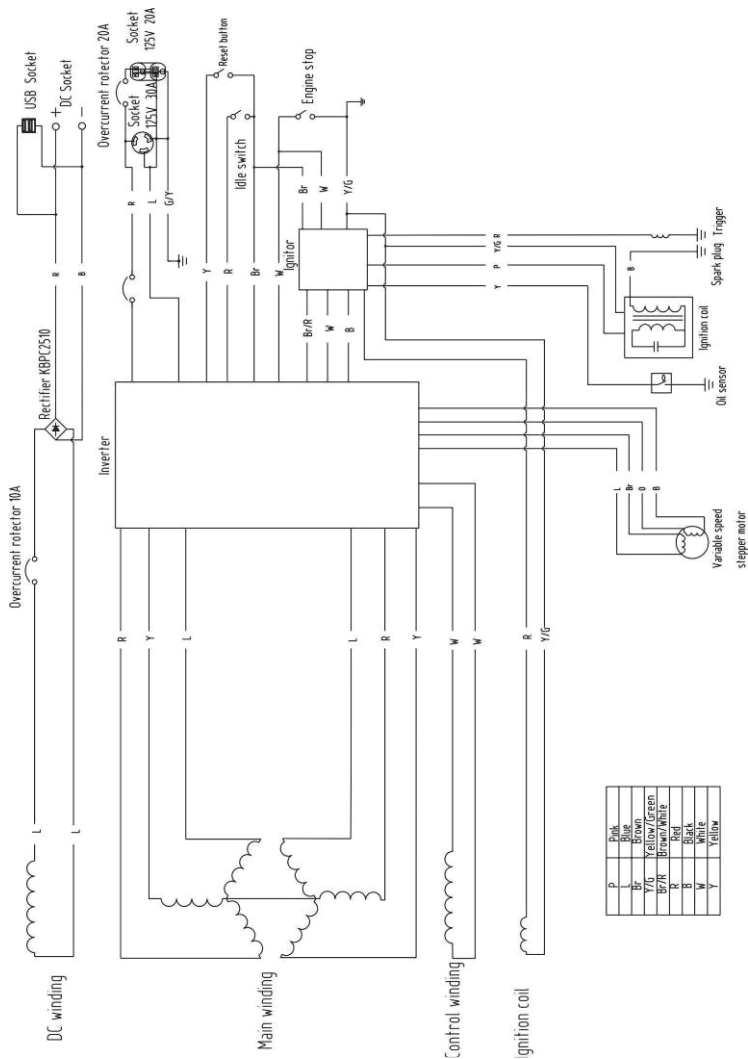 USB Socket
+
DC Socket
−
R
B
Rectifier KBPC2510
Overcurrent rotector 10A
L
L
DC winding
Overcurrent rotector 20A
Socket
125V 20A
Socket
125V 30A
R
L
G/Y
Reset button
Idle switch
Engine stop
Y
R
Br
W
Br
W
Y/G
Ignitor
Br/R
W
B
Inverter
R
Y
L
L
R
Y
Main winding
W
W
Control winding
R
Y/G
Ignition coil
R
Y/G
P
Y
B
Trigger
Spark plug
Ignition coil
Oil sensor
L
Br
O
B
Variable speed
stepper motor
P Pink
L Blue
Br Brown
Y/G Yellow/Green
Br/R Brown/White
R Red
B Black
W White
Y Yellow